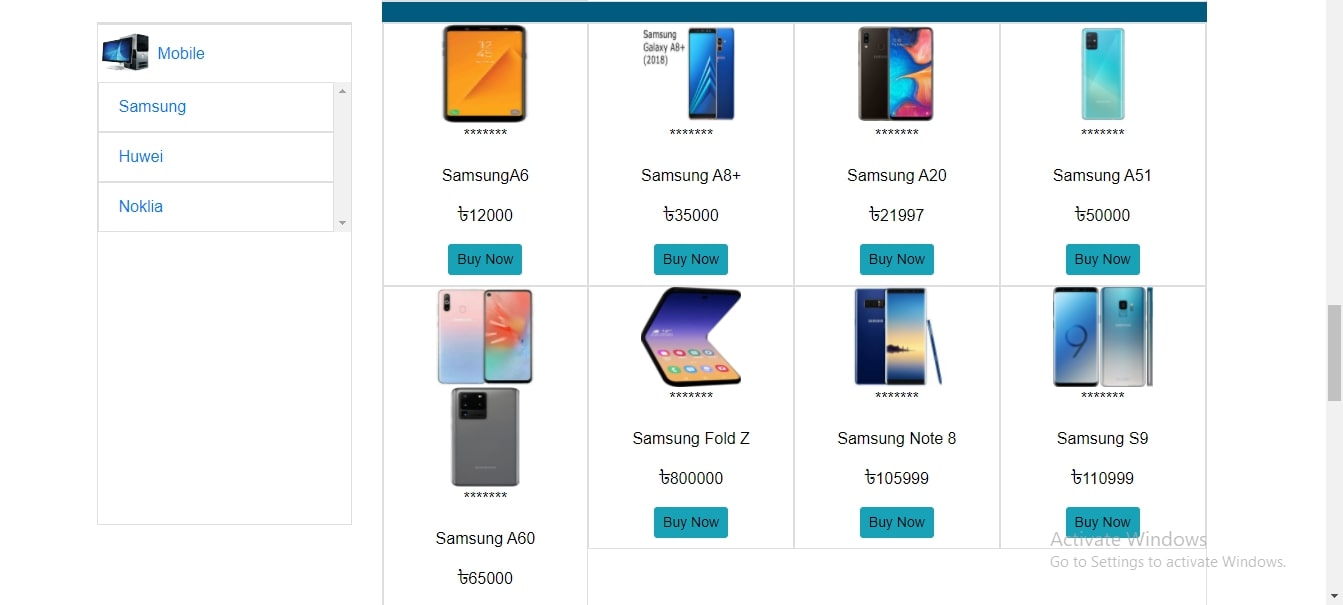 Mobile
Samsung
Huwei
Noklia
Samsung
Galaxy A8+
(2018)
******* ******* ******* *******
SamsungA6 Samsung A8+ Samsung A20 Samsung A51
৳12000 ৳35000 ৳21997 ৳50000
Buy Now Buy Now Buy Now Buy Now
******* ******* *******
Samsung Fold Z Samsung Note 8 Samsung S9
৳800000 ৳105999 ৳110999
Buy Now Buy Now Buy Now
*******
Samsung A60
৳65000
Activate Windows
Go to Settings to activate Windows.